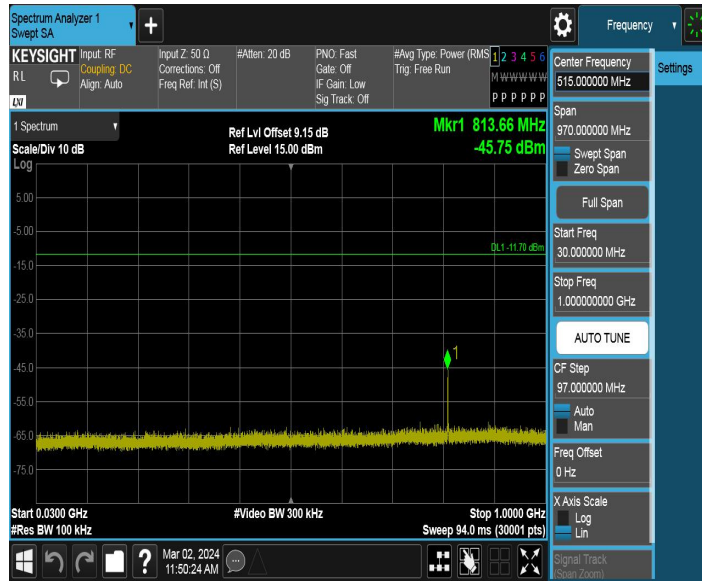 Spectrum Analyzer 1
Swept SA
+
Frequency
KEYSIGHT
RL
LXI
Input: RF
Coupling: DC
Align: Auto
Input Z: 50 Ω
Corrections: Off
Freq Ref: Int (S)
#Atten: 20 dB
PNO: Fast
Gate: Off
IF Gain: Low
Sig Track: Off
#Avg Type: Power (RMS
Trig: Free Run
1 2 3 4 5 6
M W W W W W
P P P P P P
Center Frequency
515.000000 MHz
Settings
Span
970.000000 MHz
Swept Span
Zero Span
Full Span
Start Freq
30.000000 MHz
Stop Freq
1.000000000 GHz
AUTO TUNE
CF Step
97.000000 MHz
Auto
Man
Freq Offset
0 Hz
X Axis Scale
Log
Lin
Signal Track
(Span Zoom)
1 Spectrum
Scale/Div 10 dB
Ref Lvl Offset 9.15 dB
Ref Level 15.00 dBm
Mkr1 813.66 MHz
-45.75 dBm
Log
5.00
-5.00
DL1 -11.70 dBm
-15.0
-25.0
-35.0
1
-45.0
-55.0
-65.0
-75.0
Start 0.0300 GHz
#Video BW 300 kHz
Stop 1.0000 GHz
#Res BW 100 kHz
Sweep 94.0 ms (30001 pts)
?
Mar 02, 2024
11:50:24 AM